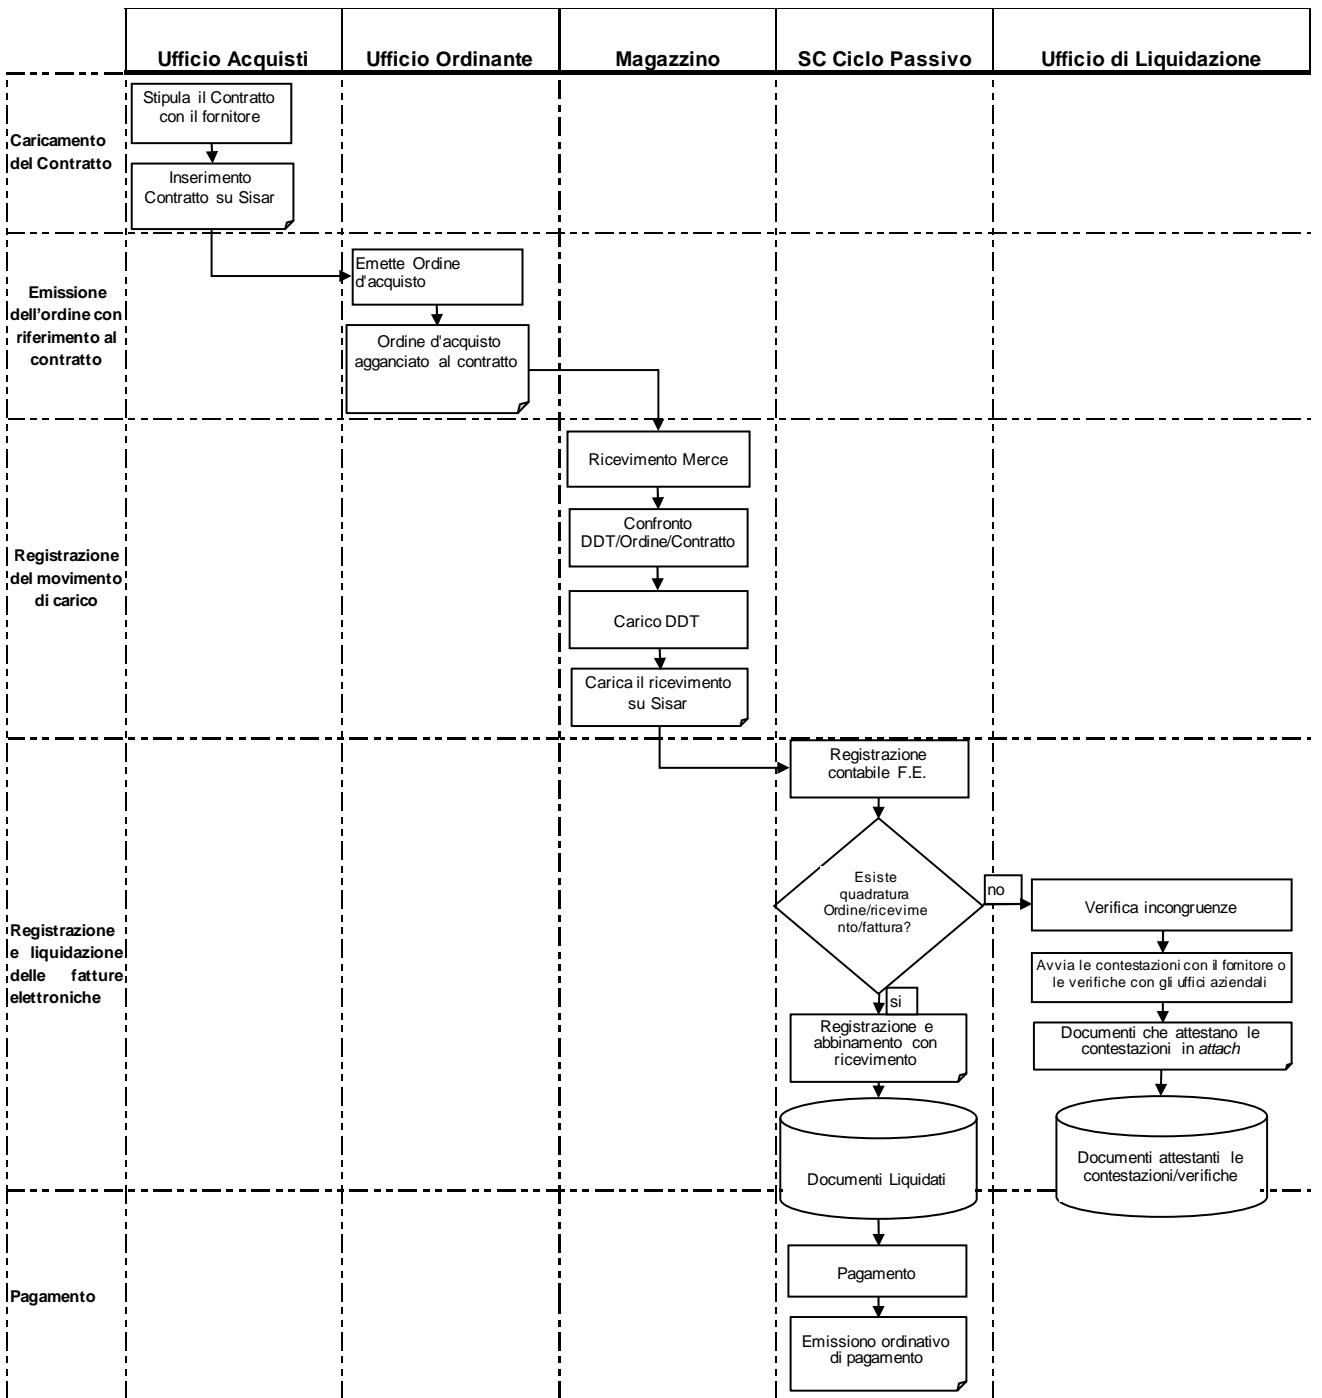 Ufficio Acquisti
Ufficio Ordinante
Magazzino
SC Ciclo Passivo
Ufficio di Liquidazione
Caricamento
del Contratto
Stipula il Contratto
con il fornitore
Inserimento
Contratto su Sisar
Emissione
dell'ordine con
riferimento al
contratto
Emette Ordine
d'acquisto
Ordine d'acquisto
agganciato al contratto
Registrazione
del movimento
di carico
Ricevimento Merce
Confronto
DDT/Ordine/Contratto
Carico DDT
Carica il ricevimento
su Sisar
Registrazione
e liquidazione
delle fatture
elettroniche
Registrazione
contabile F.E.
Esiste
quadratura
Ordine/ricevime
nto/fattura?
no
Verifica incongruenze
Avvia le contestazioni con il fornitore o
le verifiche con gli uffici aziendali
si
Registrazione e
abbinamento con
ricevimento
Documenti che attestano le
contestazioni in attach
Documenti Liquidati
Documenti attestanti le
contestazioni/verifiche
Pagamento
Pagamento
Emissiono ordinativo
di pagamento